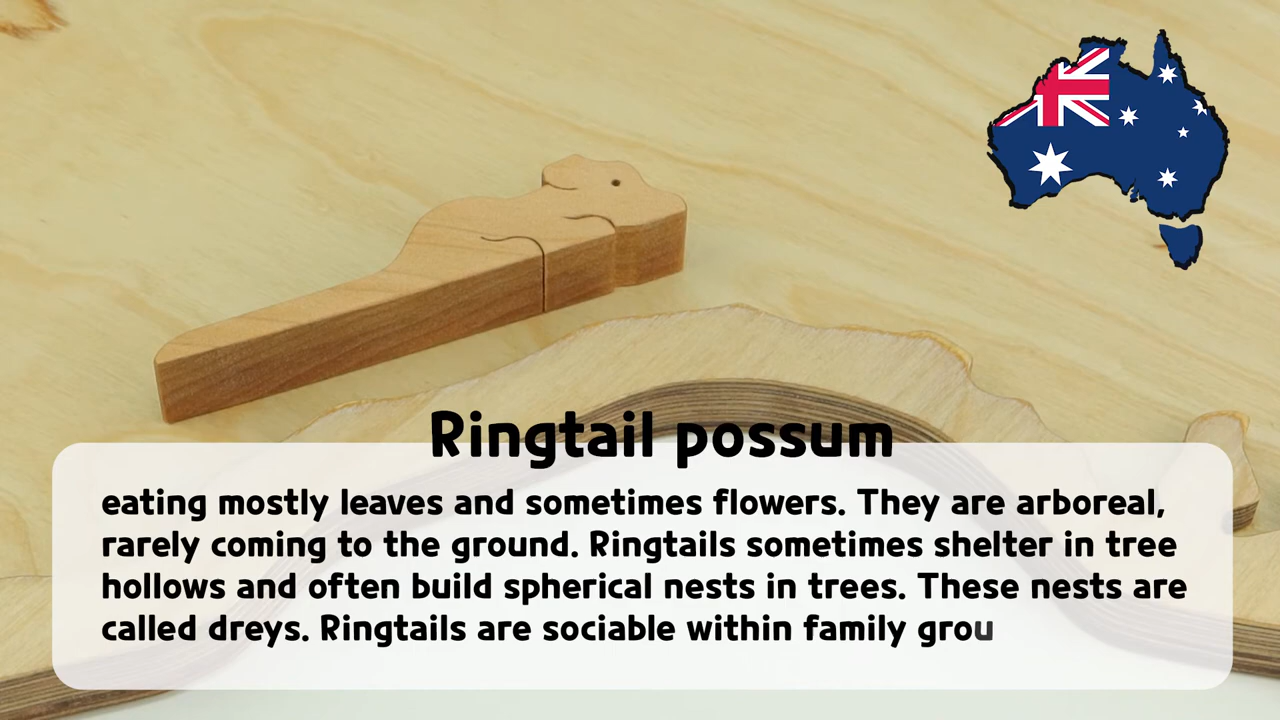 Ringtail possum
eating mostly leaves and sometimes flowers. They are arboreal,
rarely coming to the ground. Ringtails sometimes shelter in tree
hollows and often build spherical nests in trees. These nests are
called dreys. Ringtails are sociable within family grou